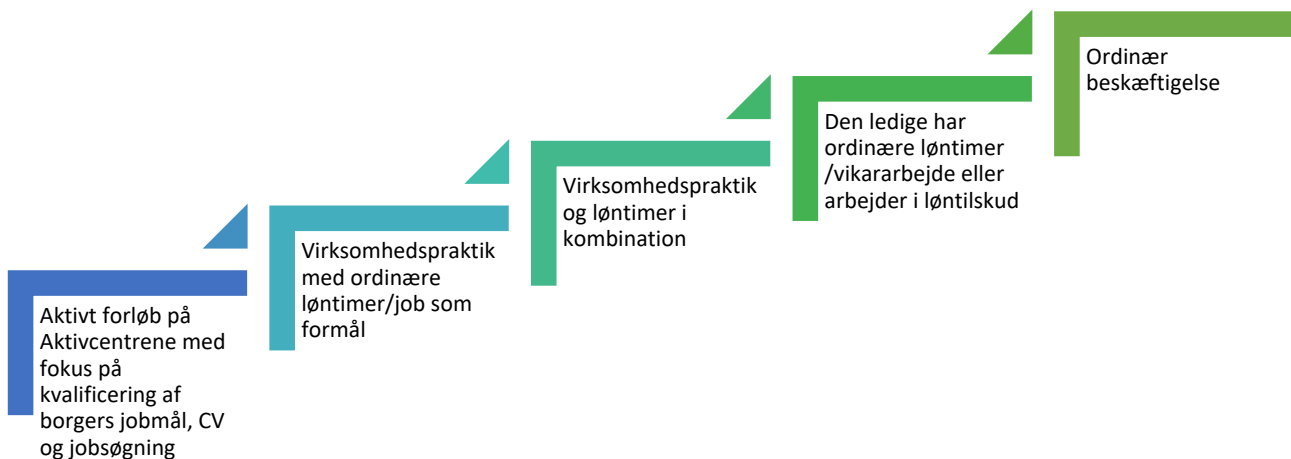 Aktivt forløb på
Aktivcentrene med
fokus på
kvalificering af
borgers jobmål, CV
og jobsøgning
Virksomhedspraktik
med ordinære
løntimer/job som
formål
Virksomhedspraktik
og løntimer i
kombination
Den ledige har
ordinære løntimer
/vikararbejde eller
arbejder i løntilskud
Ordinær
beskæftigelse